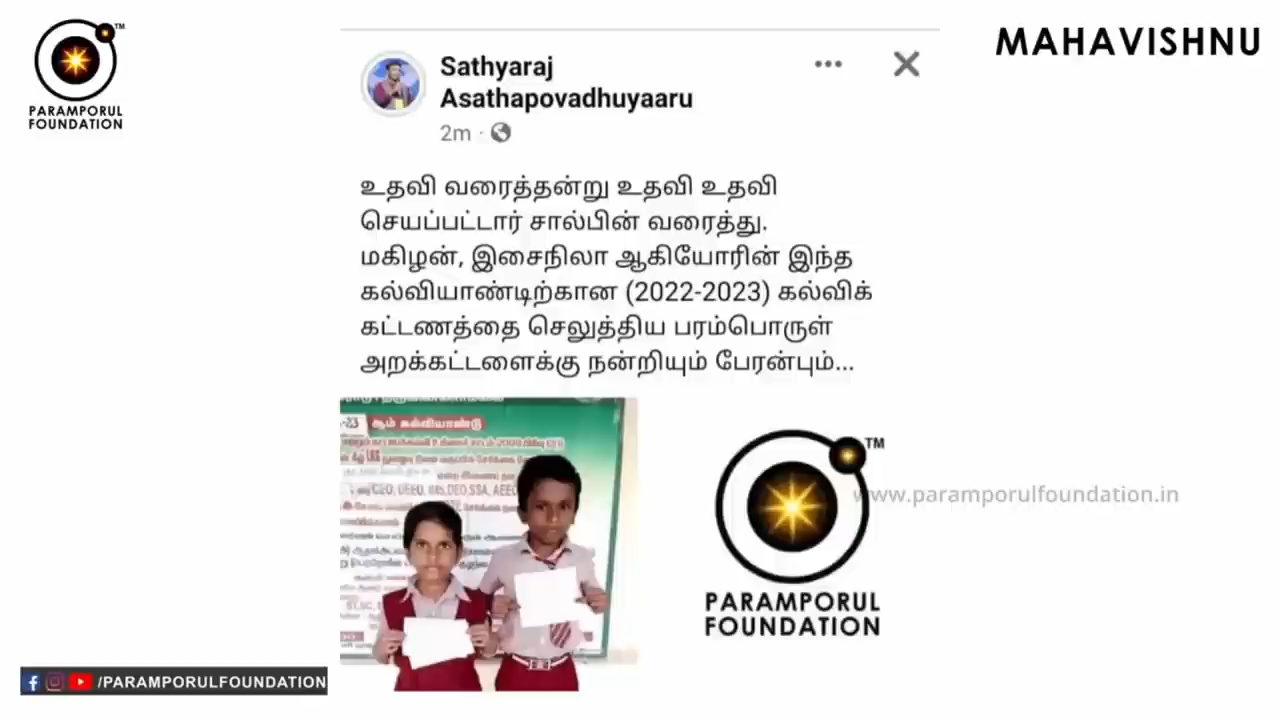 TM
PARAMPORUL
FOUNDATION
MAHAVISHNU
Sathyaraj
Asathapovadhuyaaru
2m ·
உதவி வரைத்தன்று உதவி உதவி
செயப்பட்டார் சால்பின் வரைத்து.
மகிழன், இசைநிலா ஆகியோரின் இந்த
கல்வியாண்டிற்கான (2022-2023) கல்விக்
கட்டணத்தை செலுத்திய பரம்பொருள்
அறக்கட்டளைக்கு நன்றியும் பேரன்பும்...
ஆம் கல்வியாண்டு
TM
www.paramporulfoundation.in
PARAMPORUL
FOUNDATION
/PARAMPORULFOUNDATION